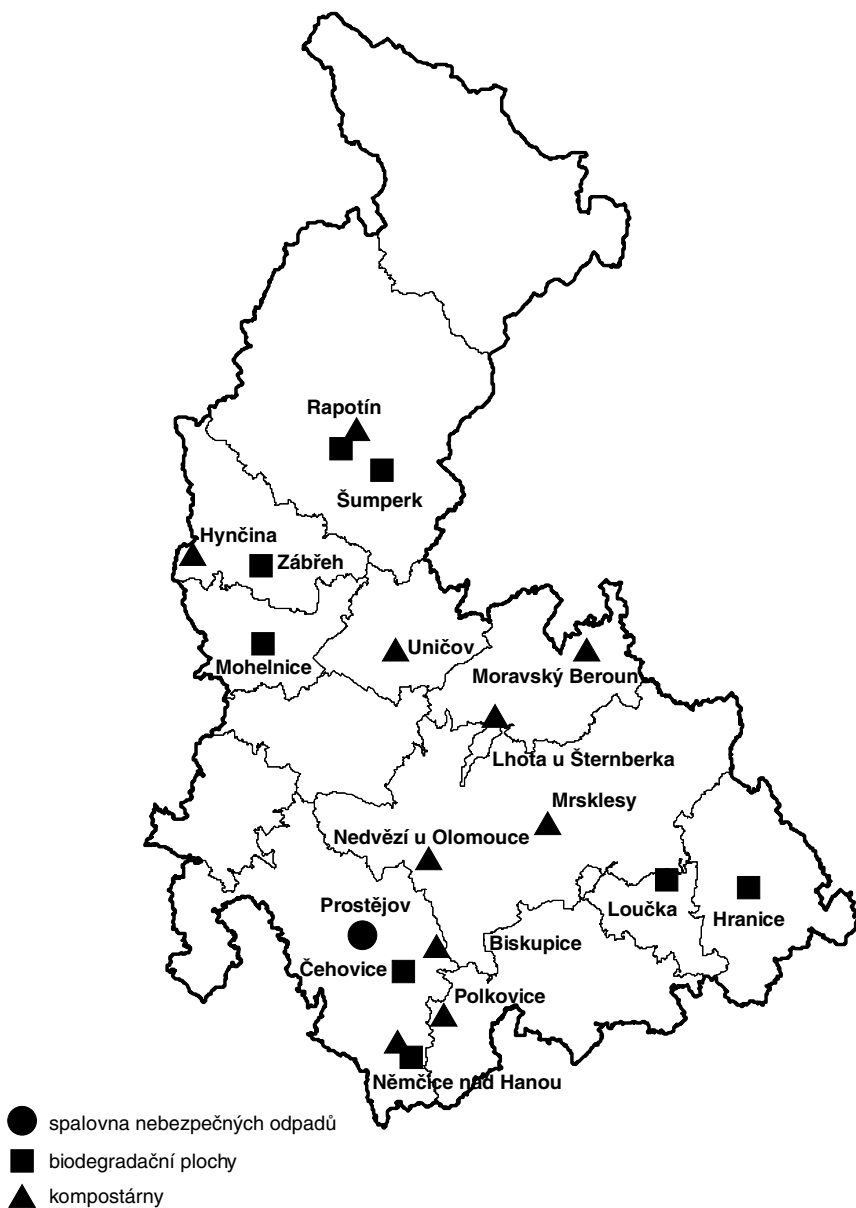 Rapotín
Šumperk
Hynčina
Zábřeh
Uničov
Mohelnice
Moravský Beroun
Lhota u Šternberka
Mrsklesy
Nedvězí u Olomouce
Prostějov
Loučka
Hranice
Biskupice
Čehovice
Polkovice
Němčice nad Hanou
spalovna nebezpečných odpadů
biodegradační plochy
kompostárny